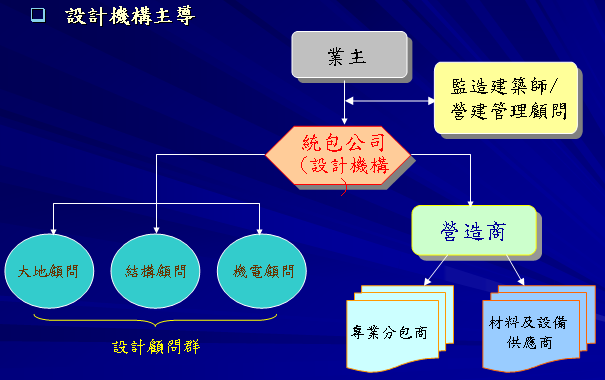 設計機構主導
業主
監造建築師/
營建管理顧問
統包公司
(設計機構
)
營造商
大地顧問
結構顧問
機電顧問
設計顧問群
專業分包商
材料及設備
供應商